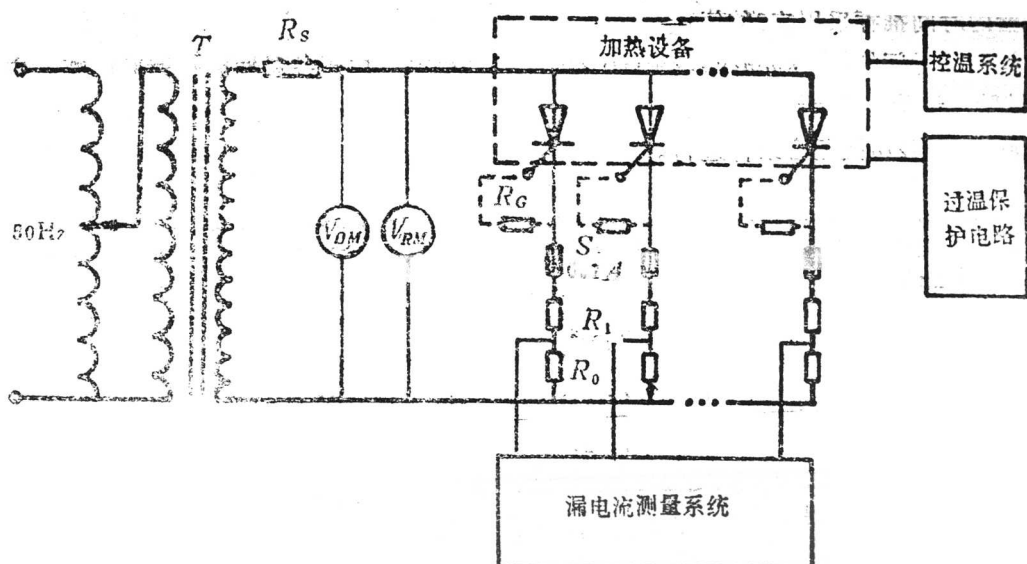 T
R_S
加热设备
控温系统
过温保
护电路
50Hz
V_DM
V_RM
R_G
S
R_1
R_0
漏电流测量系统